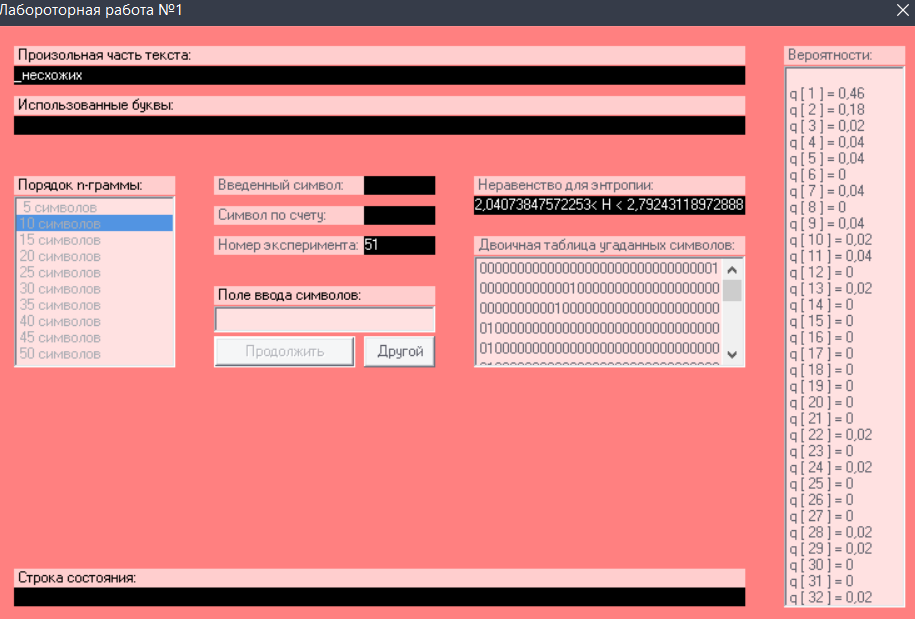 Лабороторная работа №1
Произольная часть текста:
_несхожих
Использованные буквы:
Порядок n-граммы:
5 символов
10 символов
15 символов
20 символов
25 символов
30 символов
35 символов
40 символов
45 символов
50 символов
Введенный символ:
Символ по счету:
Номер эксперимента: 51
Поле ввода символов:
Продолжить
Другой
Неравенство для энтропии:
2,04073847572253< H < 2,79243118972888
Двоичная таблица угаданных символов:
00000000000000000000000000000001
00000000000010000000000000000000
00000000001000000000000000000000
01000000000000000000000000000000
01000000000000000000000000000000
Вероятности:
q [ 1 ] = 0,46
q [ 2 ] = 0,18
q [ 3 ] = 0,02
q [ 4 ] = 0,04
q [ 5 ] = 0,04
q [ 6 ] = 0
q [ 7 ] = 0,04
q [ 8 ] = 0
q [ 9 ] = 0,04
q [ 10 ] = 0,02
q [ 11 ] = 0,04
q [ 12 ] = 0
q [ 13 ] = 0,02
q [ 14 ] = 0
q [ 15 ] = 0
q [ 16 ] = 0
q [ 17 ] = 0
q [ 18 ] = 0
q [ 19 ] = 0
q [ 20 ] = 0
q [ 21 ] = 0
q [ 22 ] = 0,02
q [ 23 ] = 0
q [ 24 ] = 0,02
q [ 25 ] = 0
q [ 26 ] = 0
q [ 27 ] = 0
q [ 28 ] = 0,02
q [ 29 ] = 0,02
q [ 30 ] = 0
q [ 31 ] = 0
q [ 32 ] = 0,02
Строка состояния: